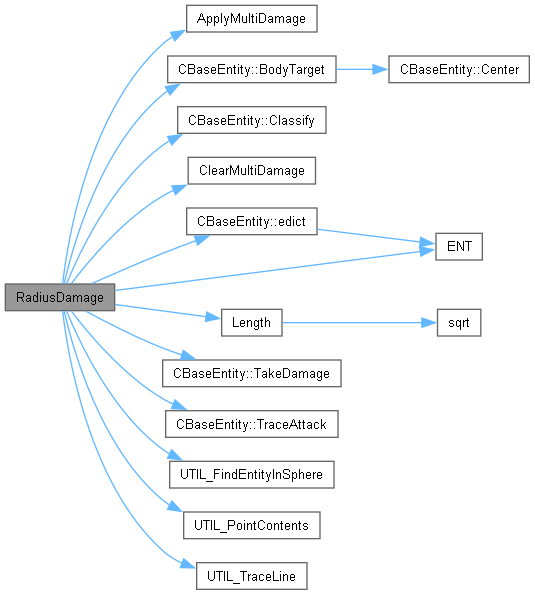 ApplyMultiDamage
CBaseEntity::BodyTarget
CBaseEntity::Center
CBaseEntity::Classify
ClearMultiDamage
CBaseEntity::edict
ENT
RadiusDamage
Length
sqrt
CBaseEntity::TakeDamage
CBaseEntity::TraceAttack
UTIL_FindEntityInSphere
UTIL_PointContents
UTIL_TraceLine